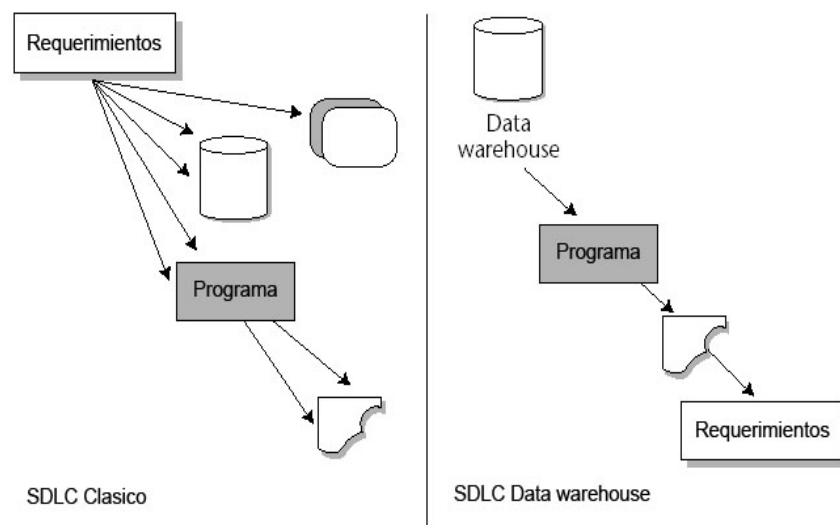 Requerimientos
Programa
SDLC Clasico
Data
warehouse
Programa
Requerimientos
SDLC Data warehouse